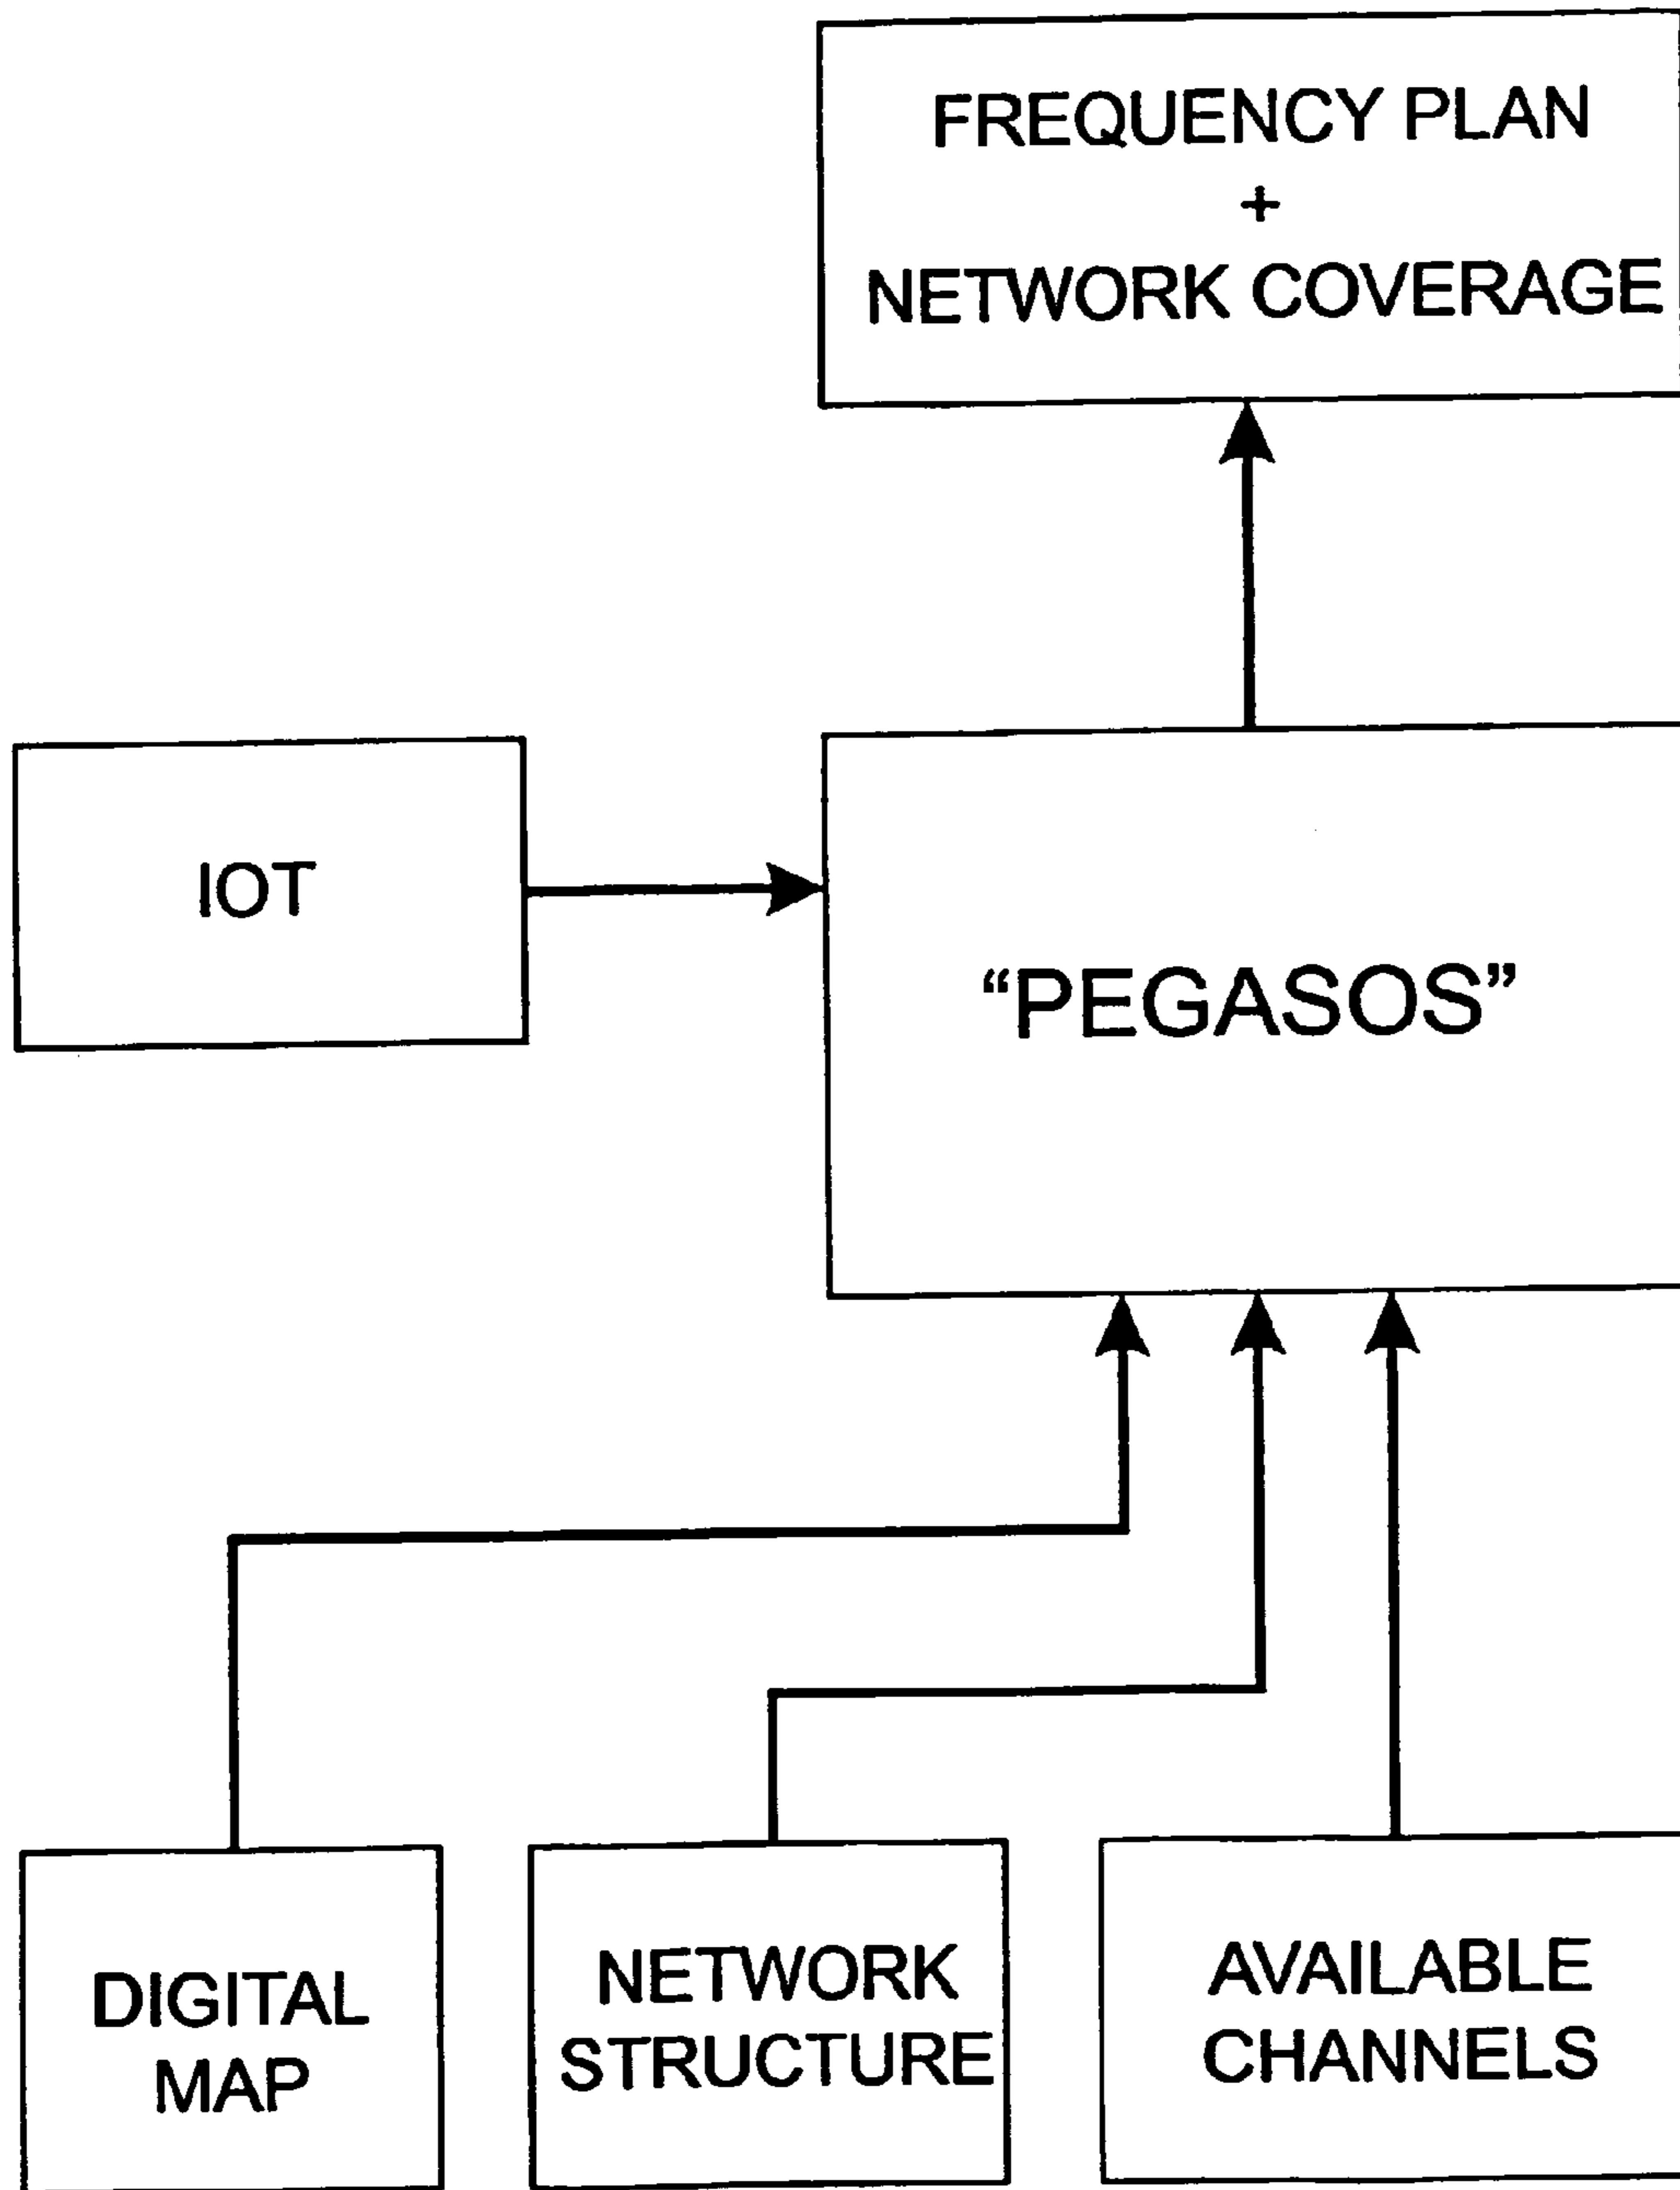 FREQUENCY PLAN
+
NETWORK COVERAGE
IOT
“PEGASOS”
DIGITAL
MAP
NETWORK
STRUCTURE
AVAILABLE
CHANNELS